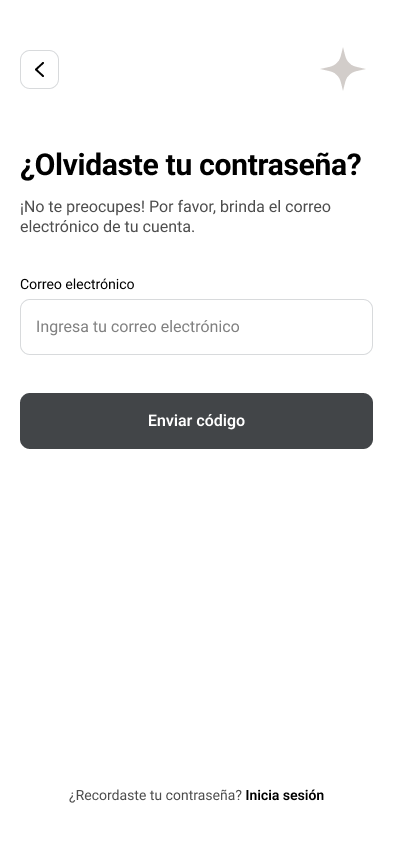 ¿Olvidaste tu contraseña?
¡No te preocupes! Por favor, brinda el correo
electrónico de tu cuenta.
Correo electrónico
Ingresa tu correo electrónico
Enviar código
¿Recordaste tu contraseña? Inicia sesión